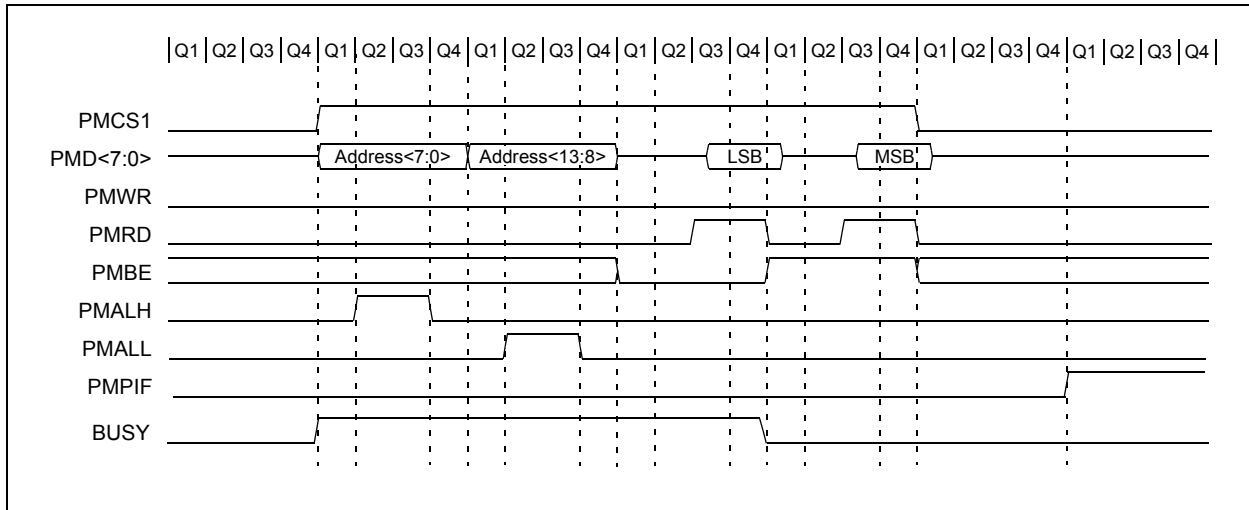 Q1 Q2 Q3 Q4 Q1 Q2 Q3 Q4 Q1 Q2 Q3 Q4 Q1 Q2 Q3 Q4 Q1 Q2 Q3 Q4 Q1 Q2 Q3 Q4 Q1 Q2 Q3 Q4
PMCS1
PMD<7:0> Address<7:0> Address<13:8> LSB MSB
PMWR
PMRD
PMBE
PMALH
PMALL
PMPIF
BUSY